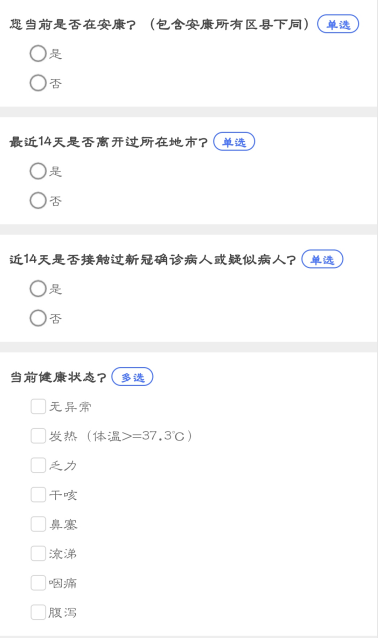 您当前是否在安康？（包含安康所有区县下同）单选
是
否
最近14天是否离开过所在地市？单选
是
否
近14天是否接触过新冠确诊病人或疑似病人？单选
是
否
当前健康状态？多选
无异常
发热（体温>=37.3℃）
乏力
干咳
鼻塞
流涕
咽痛
腹泻